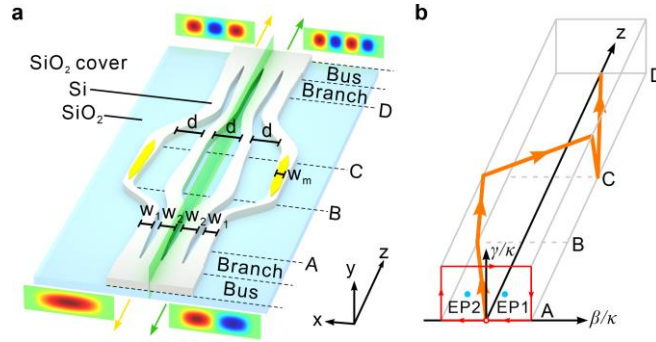 a
SiO₂ cover
Si
SiO₂
d d d
w₁ w₂ w₂ w₁
wₘ
Bus
Branch
D
C
B
A
Branch
Bus
y
z
x
b
z
D
C
B
γ/κ
EP2 EP1
A
β/κ